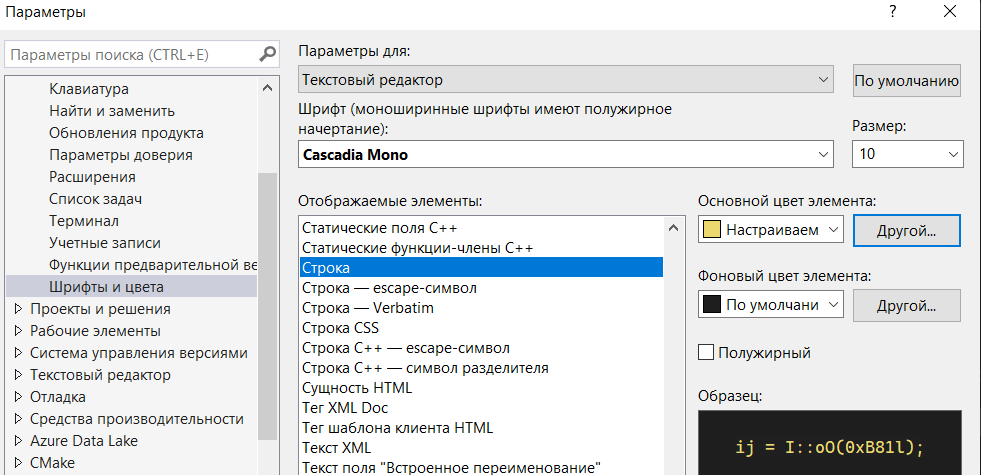 Параметры
?
Параметры поиска (CTRL+E)
Клавиатура
Найти и заменить
Обновления продукта
Параметры доверия
Расширения
Список задач
Терминал
Учетные записи
Функции предварительной ве
Шрифты и цвета
Проекты и решения
Рабочие элементы
Система управления версиями
Текстовый редактор
Отладка
Средства производительности
Azure Data Lake
CMake
Параметры для:
Текстовый редактор
По умолчанию
Шрифт (моноширинные шрифты имеют полужирное
начертание):
Cascadia Mono
Размер:
10
Отображаемые элементы:
Статические поля C++
Статические функции-члены C++
Строка
Строка — escape-символ
Строка — Verbatim
Строка CSS
Строка C++ — escape-символ
Строка C++ — символ разделителя
Сущность HTML
Тег XML Doc
Тег шаблона клиента HTML
Текст XML
Текст поля "Встроенное переименование"
Основной цвет элемента:
Настраиваем
Другой...
Фоновый цвет элемента:
По умолчани
Другой...
Полужирный
Образец:
ij = I::oO(0xB81l);